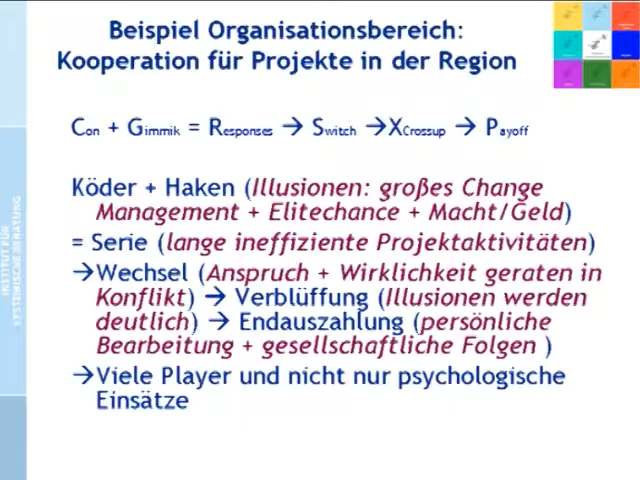 Beispiel Organisationsbereich:
Kooperation für Projekte in der Region
Con + Gimmik = Responses → Switch →XCrossup → Payoff
Köder + Haken (Illusionen: großes Change
Management + Elitechance + Macht/Geld)
= Serie (lange ineffiziente Projektaktivitäten)
→Wechsel (Anspruch + Wirklichkeit geraten in
Konflikt) → Verblüffung (Illusionen werden
deutlich) → Endauszahlung (persönliche
Bearbeitung + gesellschaftliche Folgen )
→Viele Player und nicht nur psychologische
Einsätze
INSTITUT FÜR
SYSTEMISCHE BERATUNG